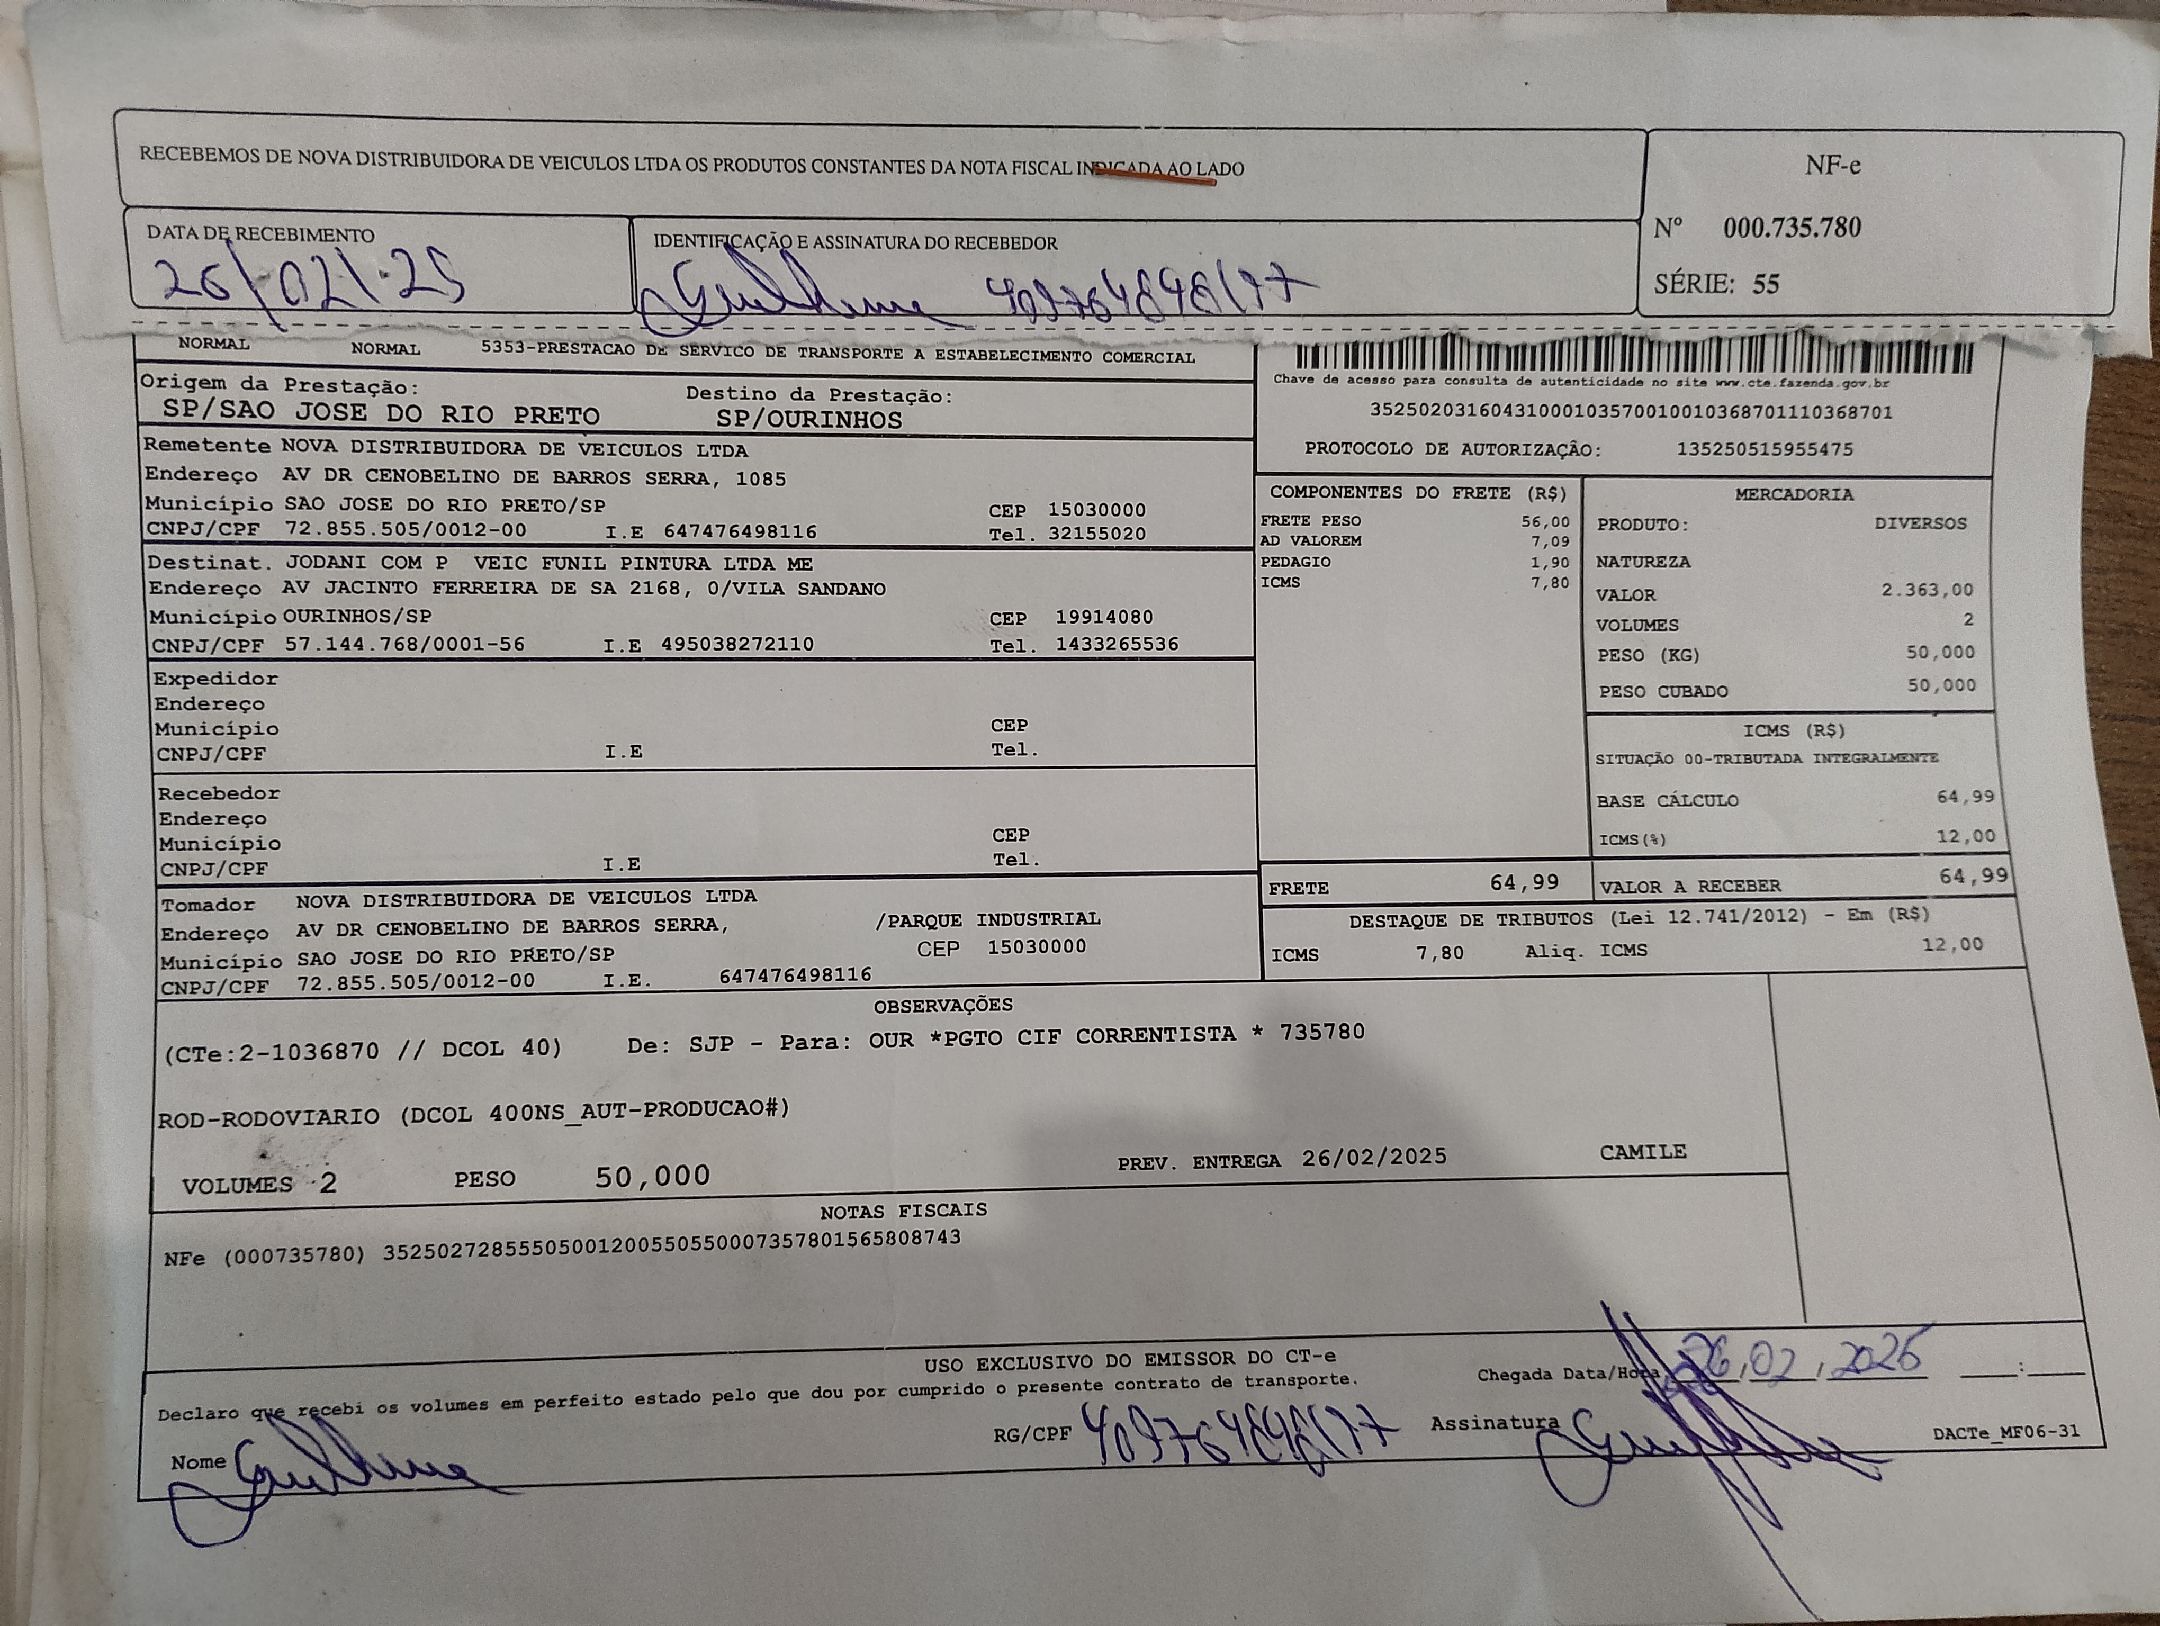 RECEBEMOS DE NOVA DISTRIBUIDORA DE VEICULOS LTDA OS PRODUTOS CONSTANTES DA NOTA FISCAL INDICADA AO LADO
NF-e
Nº 000.735.780
SÉRIE: 55
DATA DE RECEBIMENTO
26/02/25
IDENTIFICAÇÃO E ASSINATURA DO RECEBEDOR
Guilherme
NORMAL NORMAL 5353-PRESTACAO DE SERVICO DE TRANSPORTE A ESTABELECIMENTO COMERCIAL
Origem da Prestação: Destino da Prestação:
SP/SAO JOSE DO RIO PRETO SP/OURINHOS
Chave de acesso para consulta de autenticidade no site www.cte.fazenda.gov.br
35250203160431000103570010010368701110368701
PROTOCOLO DE AUTORIZAÇÃO: 135250515955475
Remetente NOVA DISTRIBUIDORA DE VEICULOS LTDA
Endereço AV DR CENOBELINO DE BARROS SERRA, 1085
Município SAO JOSE DO RIO PRETO/SP CEP 15030000
CNPJ/CPF 72.855.505/0012-00 I.E 647476498116 Tel. 32155020
Destinat. JODANI COM P VEIC FUNIL PINTURA LTDA ME
Endereço AV JACINTO FERREIRA DE SA 2168, 0/VILA SANDANO
Município OURINHOS/SP CEP 19914080
CNPJ/CPF 57.144.768/0001-56 I.E 495038272110 Tel. 1433265536
Expedidor
Endereço
Município CEP
CNPJ/CPF I.E Tel.
Recebedor
Endereço
Município CEP
CNPJ/CPF I.E Tel.
Tomador NOVA DISTRIBUIDORA DE VEICULOS LTDA
Endereço AV DR CENOBELINO DE BARROS SERRA, /PARQUE INDUSTRIAL
Município SAO JOSE DO RIO PRETO/SP CEP 15030000
CNPJ/CPF 72.855.505/0012-00 I.E. 647476498116
COMPONENTES DO FRETE (R$)
FRETE PESO 56,00
AD VALOREM 7,09
PEDAGIO 1,90
ICMS 7,80
MERCADORIA
PRODUTO: DIVERSOS
NATUREZA
VALOR 2.363,00
VOLUMES 2
PESO (KG) 50,000
PESO CUBADO 50,000
ICMS (R$)
SITUAÇÃO 00-TRIBUTADA INTEGRALMENTE
BASE CÁLCULO 64,99
ICMS(%) 12,00
FRETE 64,99 VALOR A RECEBER 64,99
DESTAQUE DE TRIBUTOS (Lei 12.741/2012) - Em (R$)
ICMS 7,80 Aliq. ICMS 12,00
OBSERVAÇÕES
(CTe:2-1036870 // DCOL 40) De: SJP - Para: OUR *PGTO CIF CORRENTISTA * 735780
ROD-RODOVIARIO (DCOL 400NS_AUT-PRODUCAO#)
VOLUMES 2 PESO 50,000 PREV. ENTREGA 26/02/2025 CAMILE
NOTAS FISCAIS
NFe (000735780) 35250272855505001200550550007357801565808743
USO EXCLUSIVO DO EMISSOR DO CT-e
Declaro que recebi os volumes em perfeito estado pelo que dou por cumprido o presente contrato de transporte.
Chegada Data/Hora 26,02,2025 :
Nome Guilherme RG/CPF Assinatura Guilherme
DACTe_MF06-31